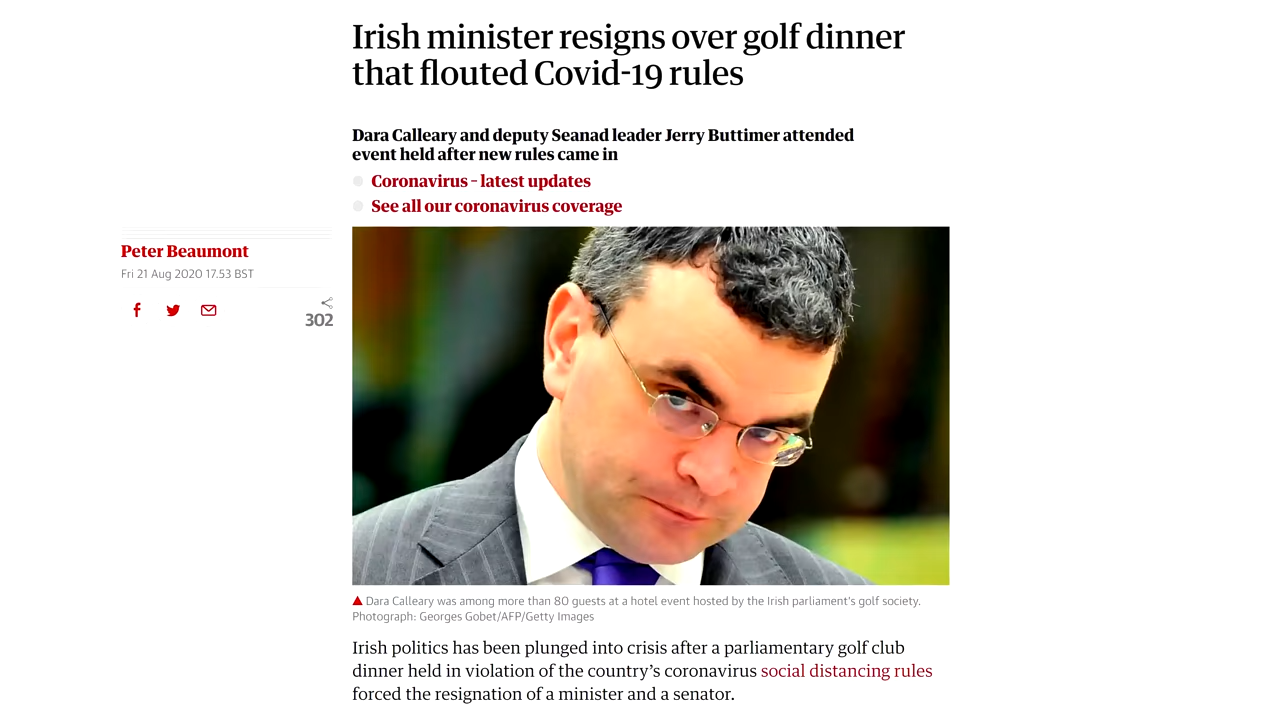 Irish minister resigns over golf dinner
that flouted Covid-19 rules
Dara Calleary and deputy Seanad leader Jerry Buttimer attended
event held after new rules came in
Coronavirus – latest updates
See all our coronavirus coverage
Peter Beaumont
Fri 21 Aug 2020 17.53 BST
302
Dara Calleary was among more than 80 guests at a hotel event hosted by the Irish parliament's golf society.
Photograph: Georges Gobet/AFP/Getty Images
Irish politics has been plunged into crisis after a parliamentary golf club
dinner held in violation of the country’s coronavirus social distancing rules
forced the resignation of a minister and a senator.